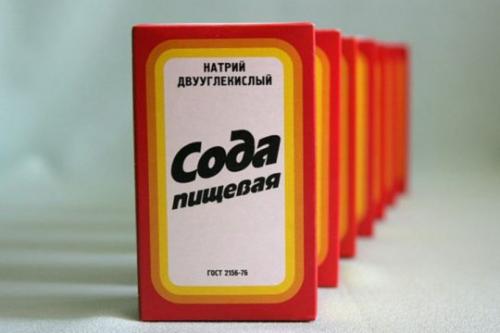 НАТРИЙ
ДВУУГЛЕКИСЛЫЙ
Сода
пищевая
ГОСТ 2156-76